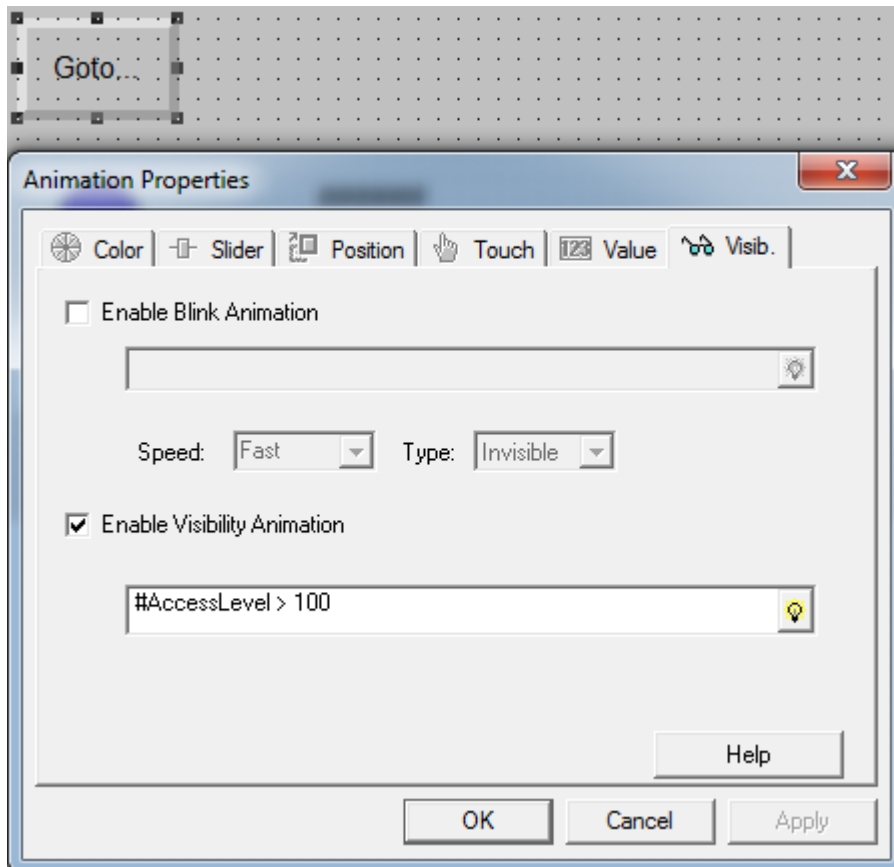 Goto...
Animation Properties
Color Slider Position Touch 123 Value Visib.
Enable Blink Animation
Speed: Fast Type: Invisible
Enable Visibility Animation
#AccessLevel > 100
Help
OK Cancel Apply